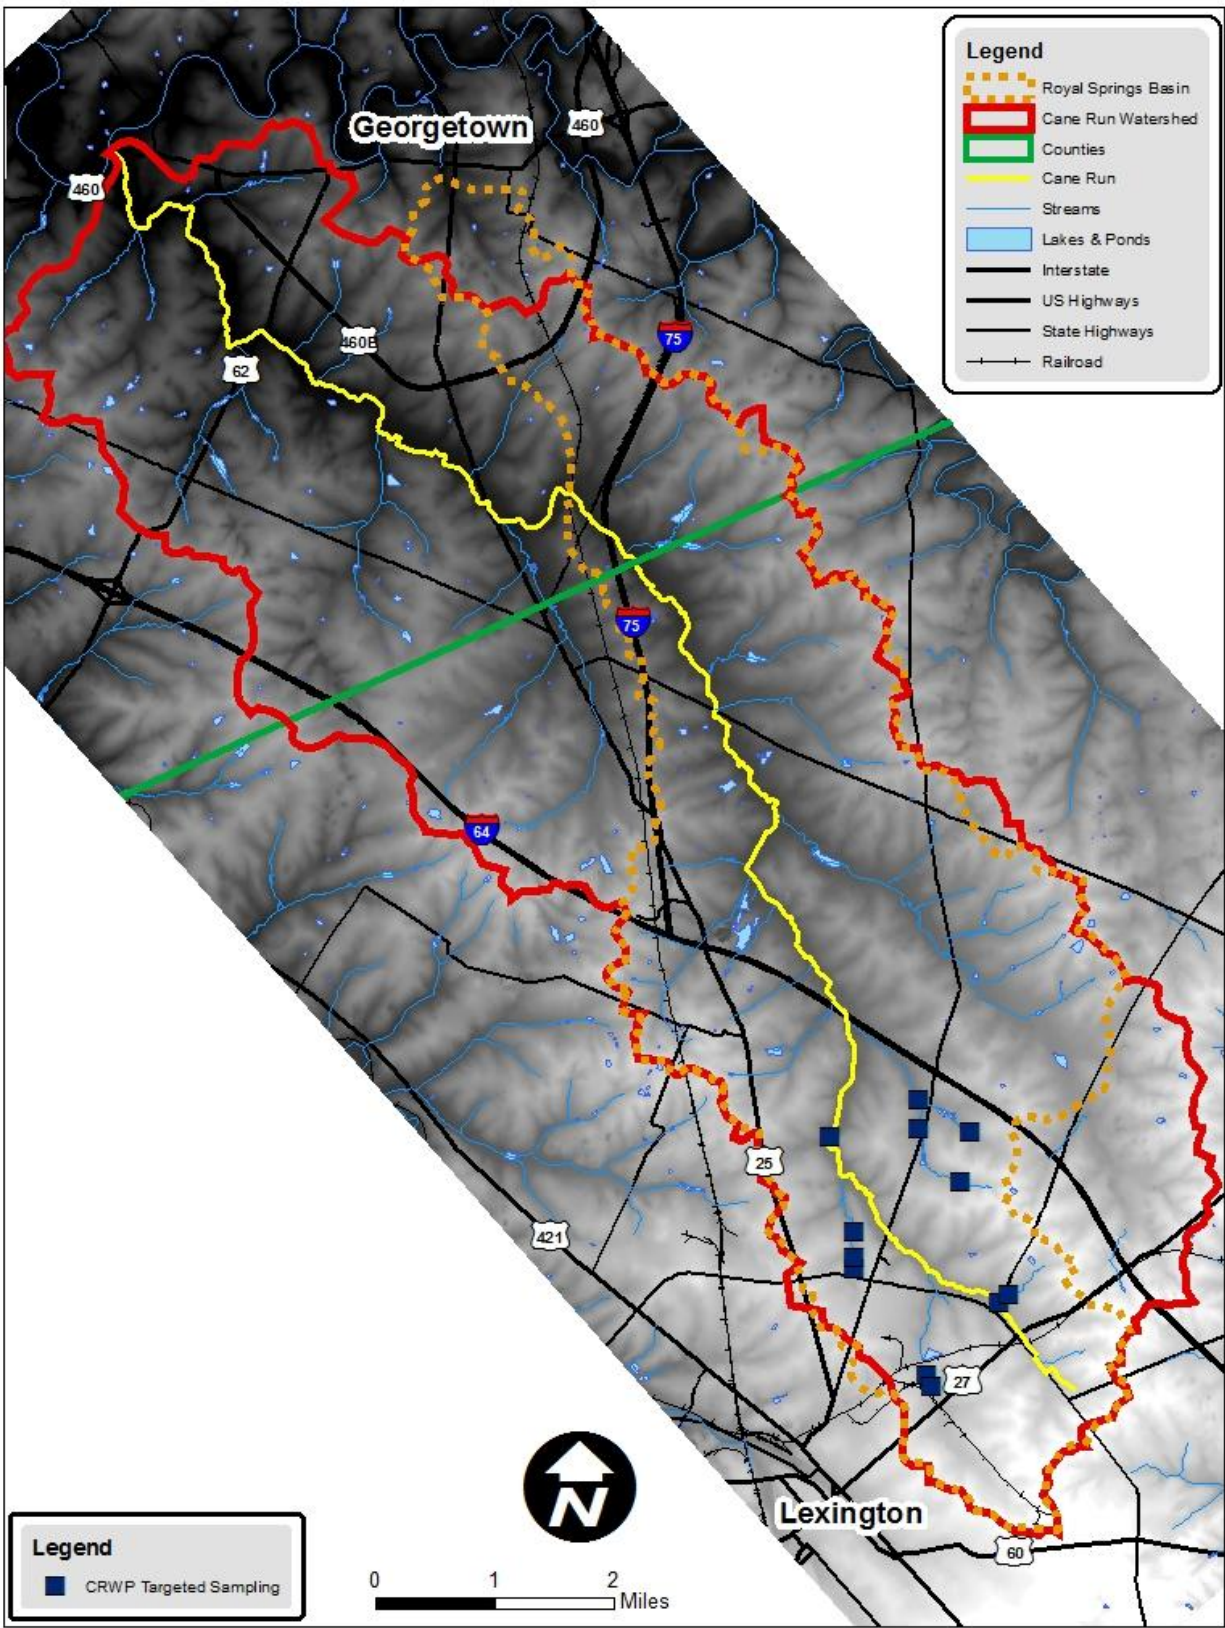 Legend
Royal Springs Basin
Cane Run Watershed
Counties
Cane Run
Streams
Lakes & Ponds
Interstate
US Highways
State Highways
Railroad
Georgetown
460
460
75
460B
62
75
64
25
421
27
Lexington
60
N
Legend
CRWP Targeted Sampling
0 1 2
Miles